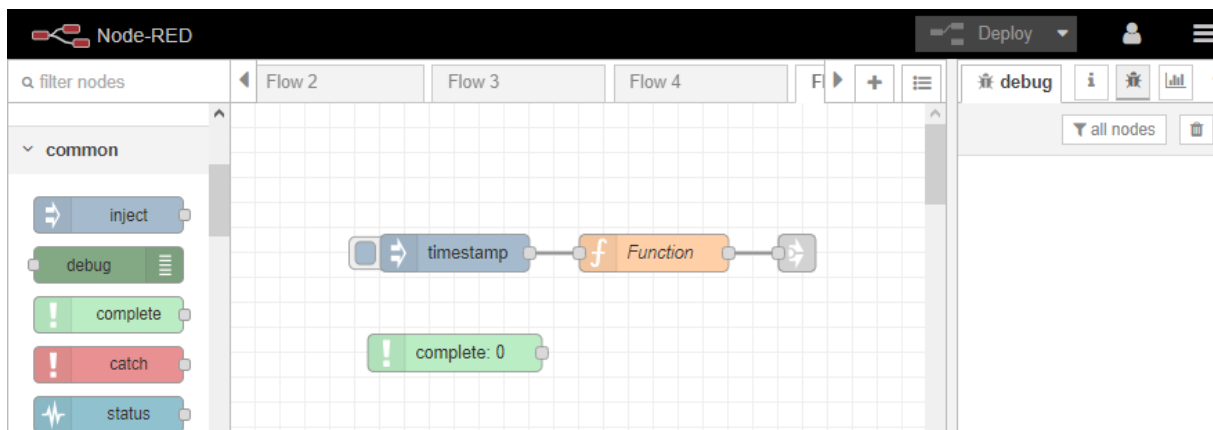 Node-RED
Deploy
filter nodes
Flow 2
Flow 3
Flow 4
debug
i
all nodes
common
inject
debug
complete
catch
status
timestamp
Function
complete: 0